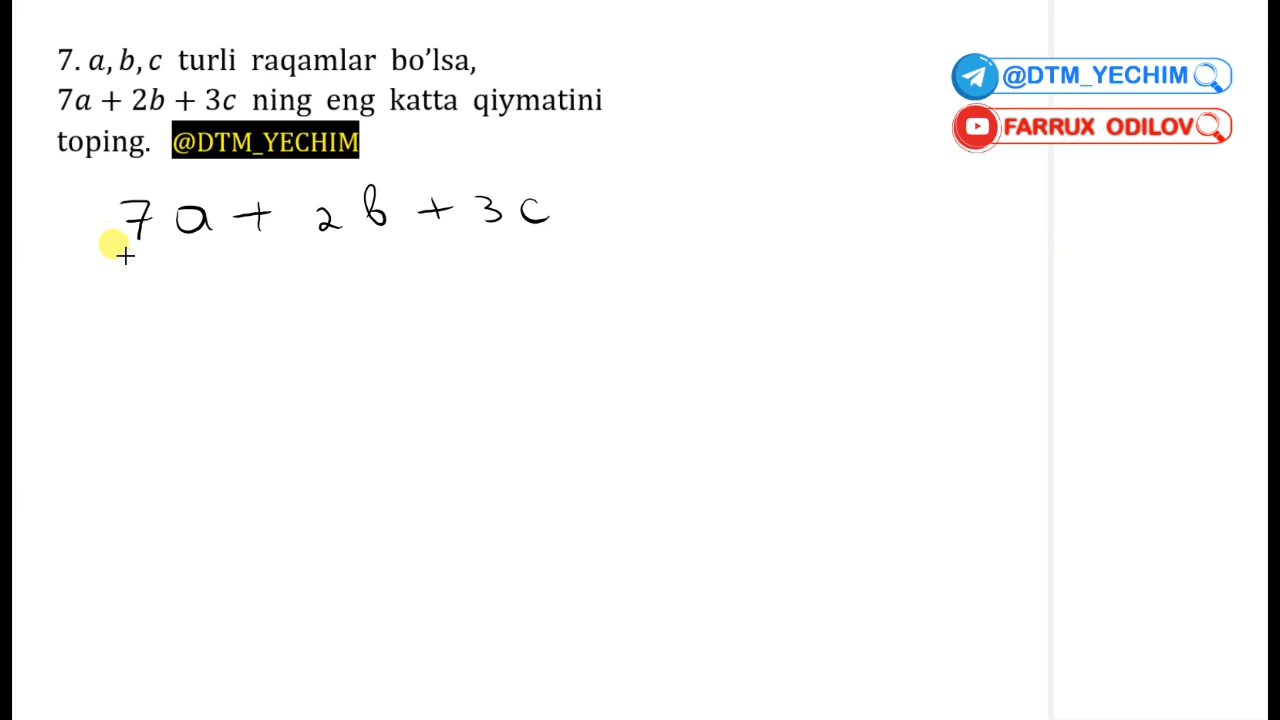 7. a, b, c turli raqamlar bo’lsa,
7a + 2b + 3c ning eng katta qiymatini
toping. @DTM_YECHIM
@DTM_YECHIM
FARRUX ODILOV
7a + 2b + 3c